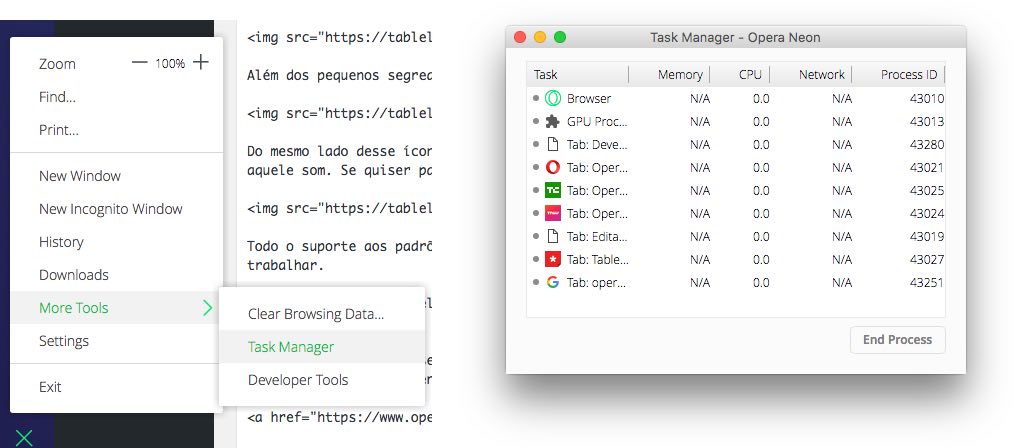 Zoom — 100% +
Find...
Print...
New Window
New Incognito Window
History
Downloads
More Tools
Settings
Exit
Clear Browsing Data...
Task Manager
Developer Tools
<img src="https://tablel
Além dos pequenos segrea
<img src="https://tablel
Do mesmo lado desse ícon
aquele som. Se quiser pa
<img src="https://tablel
Todo o suporte aos padrõ
trabalhar.
<a href="https://www.ope
Task Manager - Opera Neon
Task Memory CPU Network Process ID
Browser N/A 0.0 N/A 43010
GPU Proc... N/A 0.0 N/A 43013
Tab: Deve... N/A 0.0 N/A 43280
Tab: Oper... N/A 0.0 N/A 43021
TC Tab: Oper... N/A 0.0 N/A 43025
Tab: Oper... N/A 0.0 N/A 43024
Tab: Edita... N/A 0.0 N/A 43019
Tab: Table... N/A 0.0 N/A 43027
G Tab: oper... N/A 0.0 N/A 43251
End Process